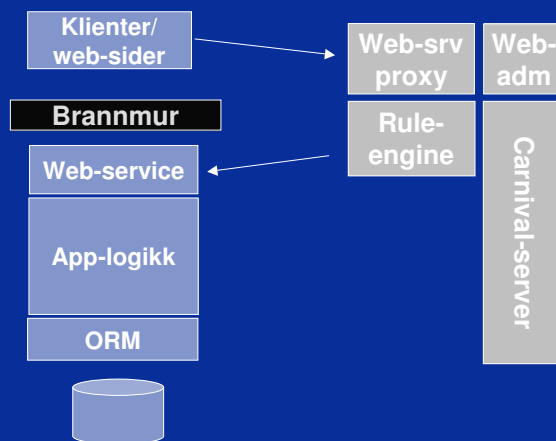 Klienter/
web-sider
Brannmur
Web-service
App-logikk
ORM
Web-srv
proxy
Rule-
engine
Web-
adm
Carnival-server